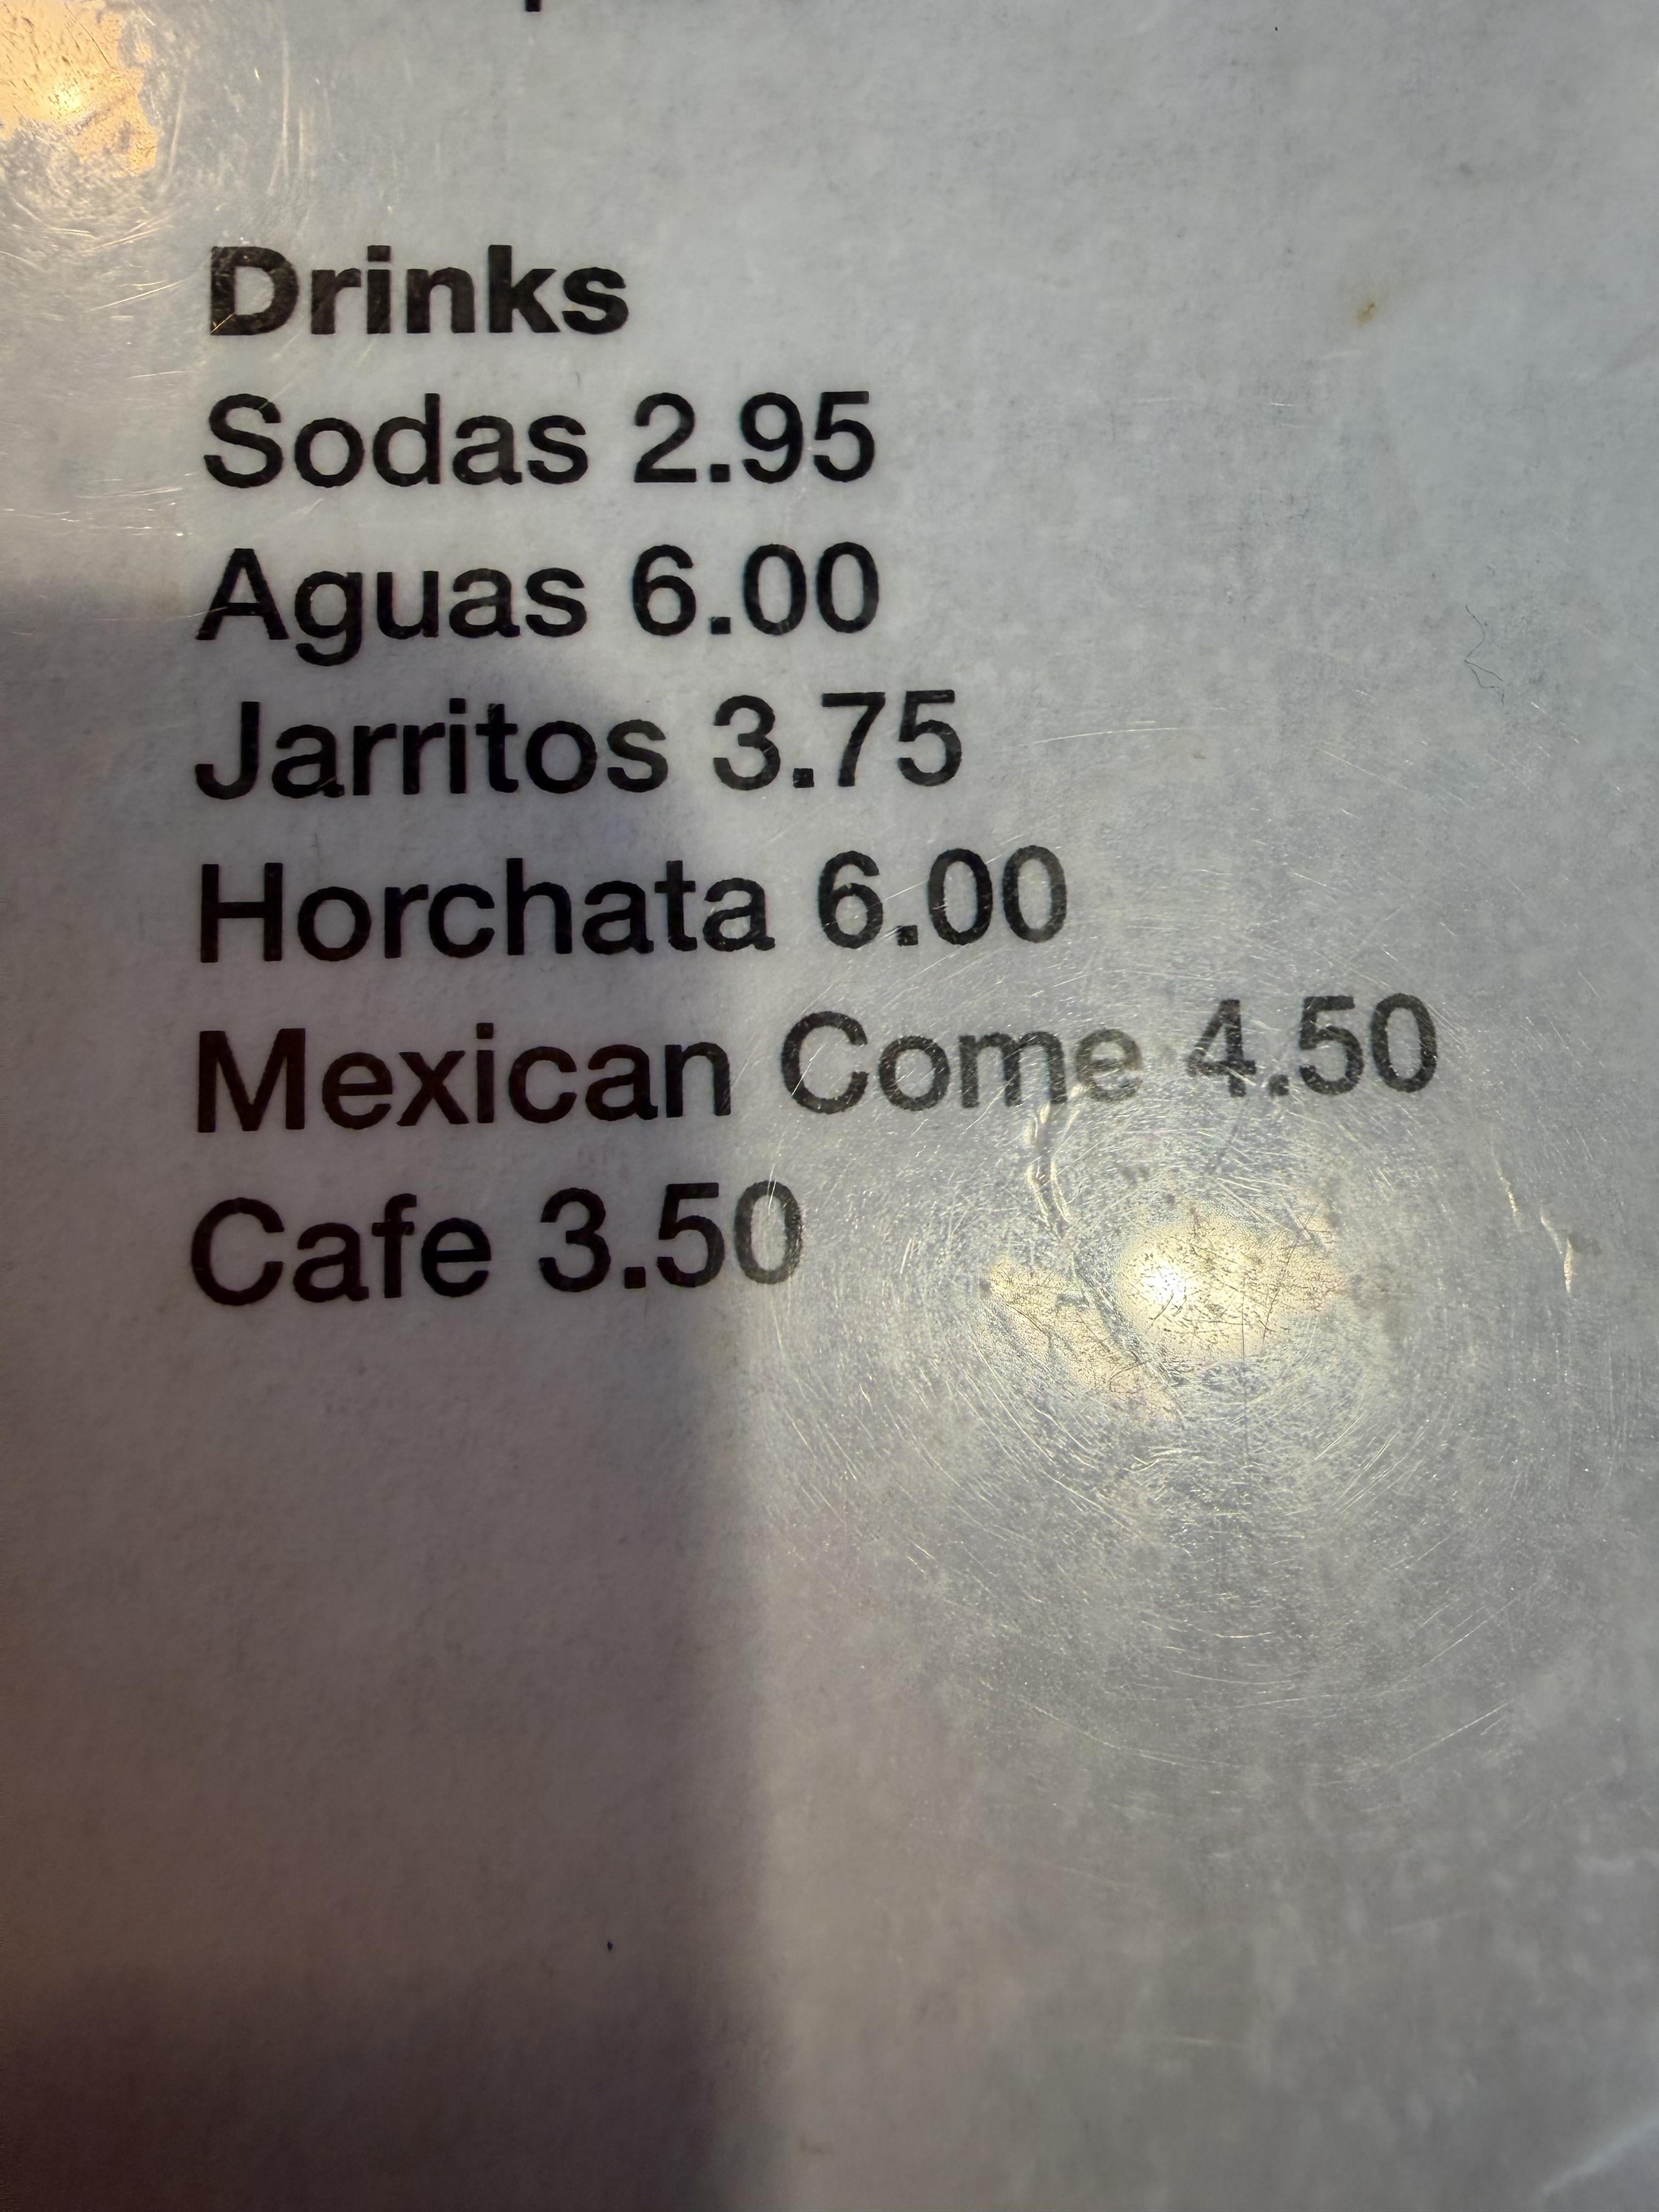 Drinks
Sodas 2.95
Aguas 6.00
Jarritos 3.75
Horchata 6.00
Mexican Come 4.50
Cafe 3.50